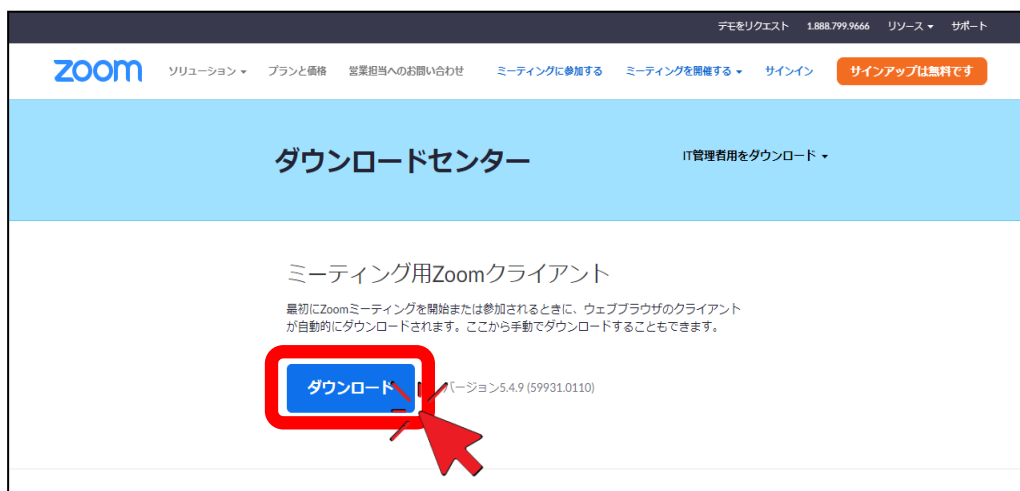 デモをリクエスト 1.888.799.9666 リソース サポート
zoom ソリューション プランと価格 営業担当へのお問い合わせ ミーティングに参加する ミーティングを開催する サインイン サインアップは無料です
ダウンロードセンター IT管理者用をダウンロード
ミーティング用Zoomクライアント
最初にZoomミーティングを開始または参加されるときに、ウェブブラウザのクライアント
が自動的にダウンロードされます。ここから手動でダウンロードすることもできます。
ダウンロード バージョン5.4.9 (59931.0110)